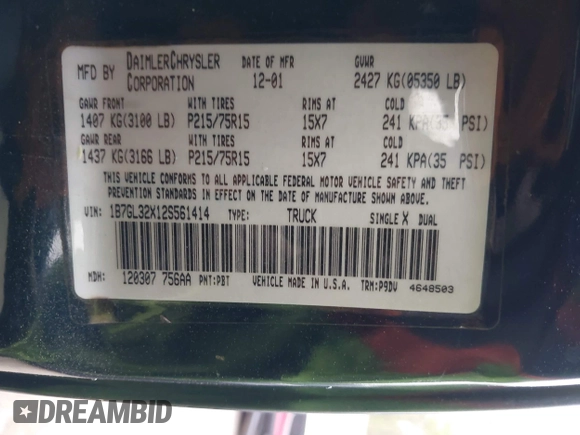 MFD BY DAIMLERCHRYSLER CORPORATION DATE OF MFR 12-01 GVWR 2427 KG(05350 LB)
GAWR FRONT WITH TIRES RIMS AT COLD
1407 KG(3100 LB) P215/75R15 15X7 241 KPA(35 PSI)
GAWR REAR WITH TIRES RIMS AT COLD
1437 KG(3166 LB) P215/75R15 15X7 241 KPA(35 PSI)
THIS VEHICLE CONFORMS TO ALL APPLICABLE FEDERAL MOTOR VEHICLE SAFETY AND THEFT
PREVENTION STANDARDS IN EFFECT ON THE DATE OF MANUFACTURE SHOWN ABOVE.
VIN: 1B7GL32X12S561414 TYPE: TRUCK SINGLE X DUAL
MDH: 120307 756AA PNT:PBT VEHICLE MADE IN U.S.A. TRM:P9DV 4648503
DREAMBID